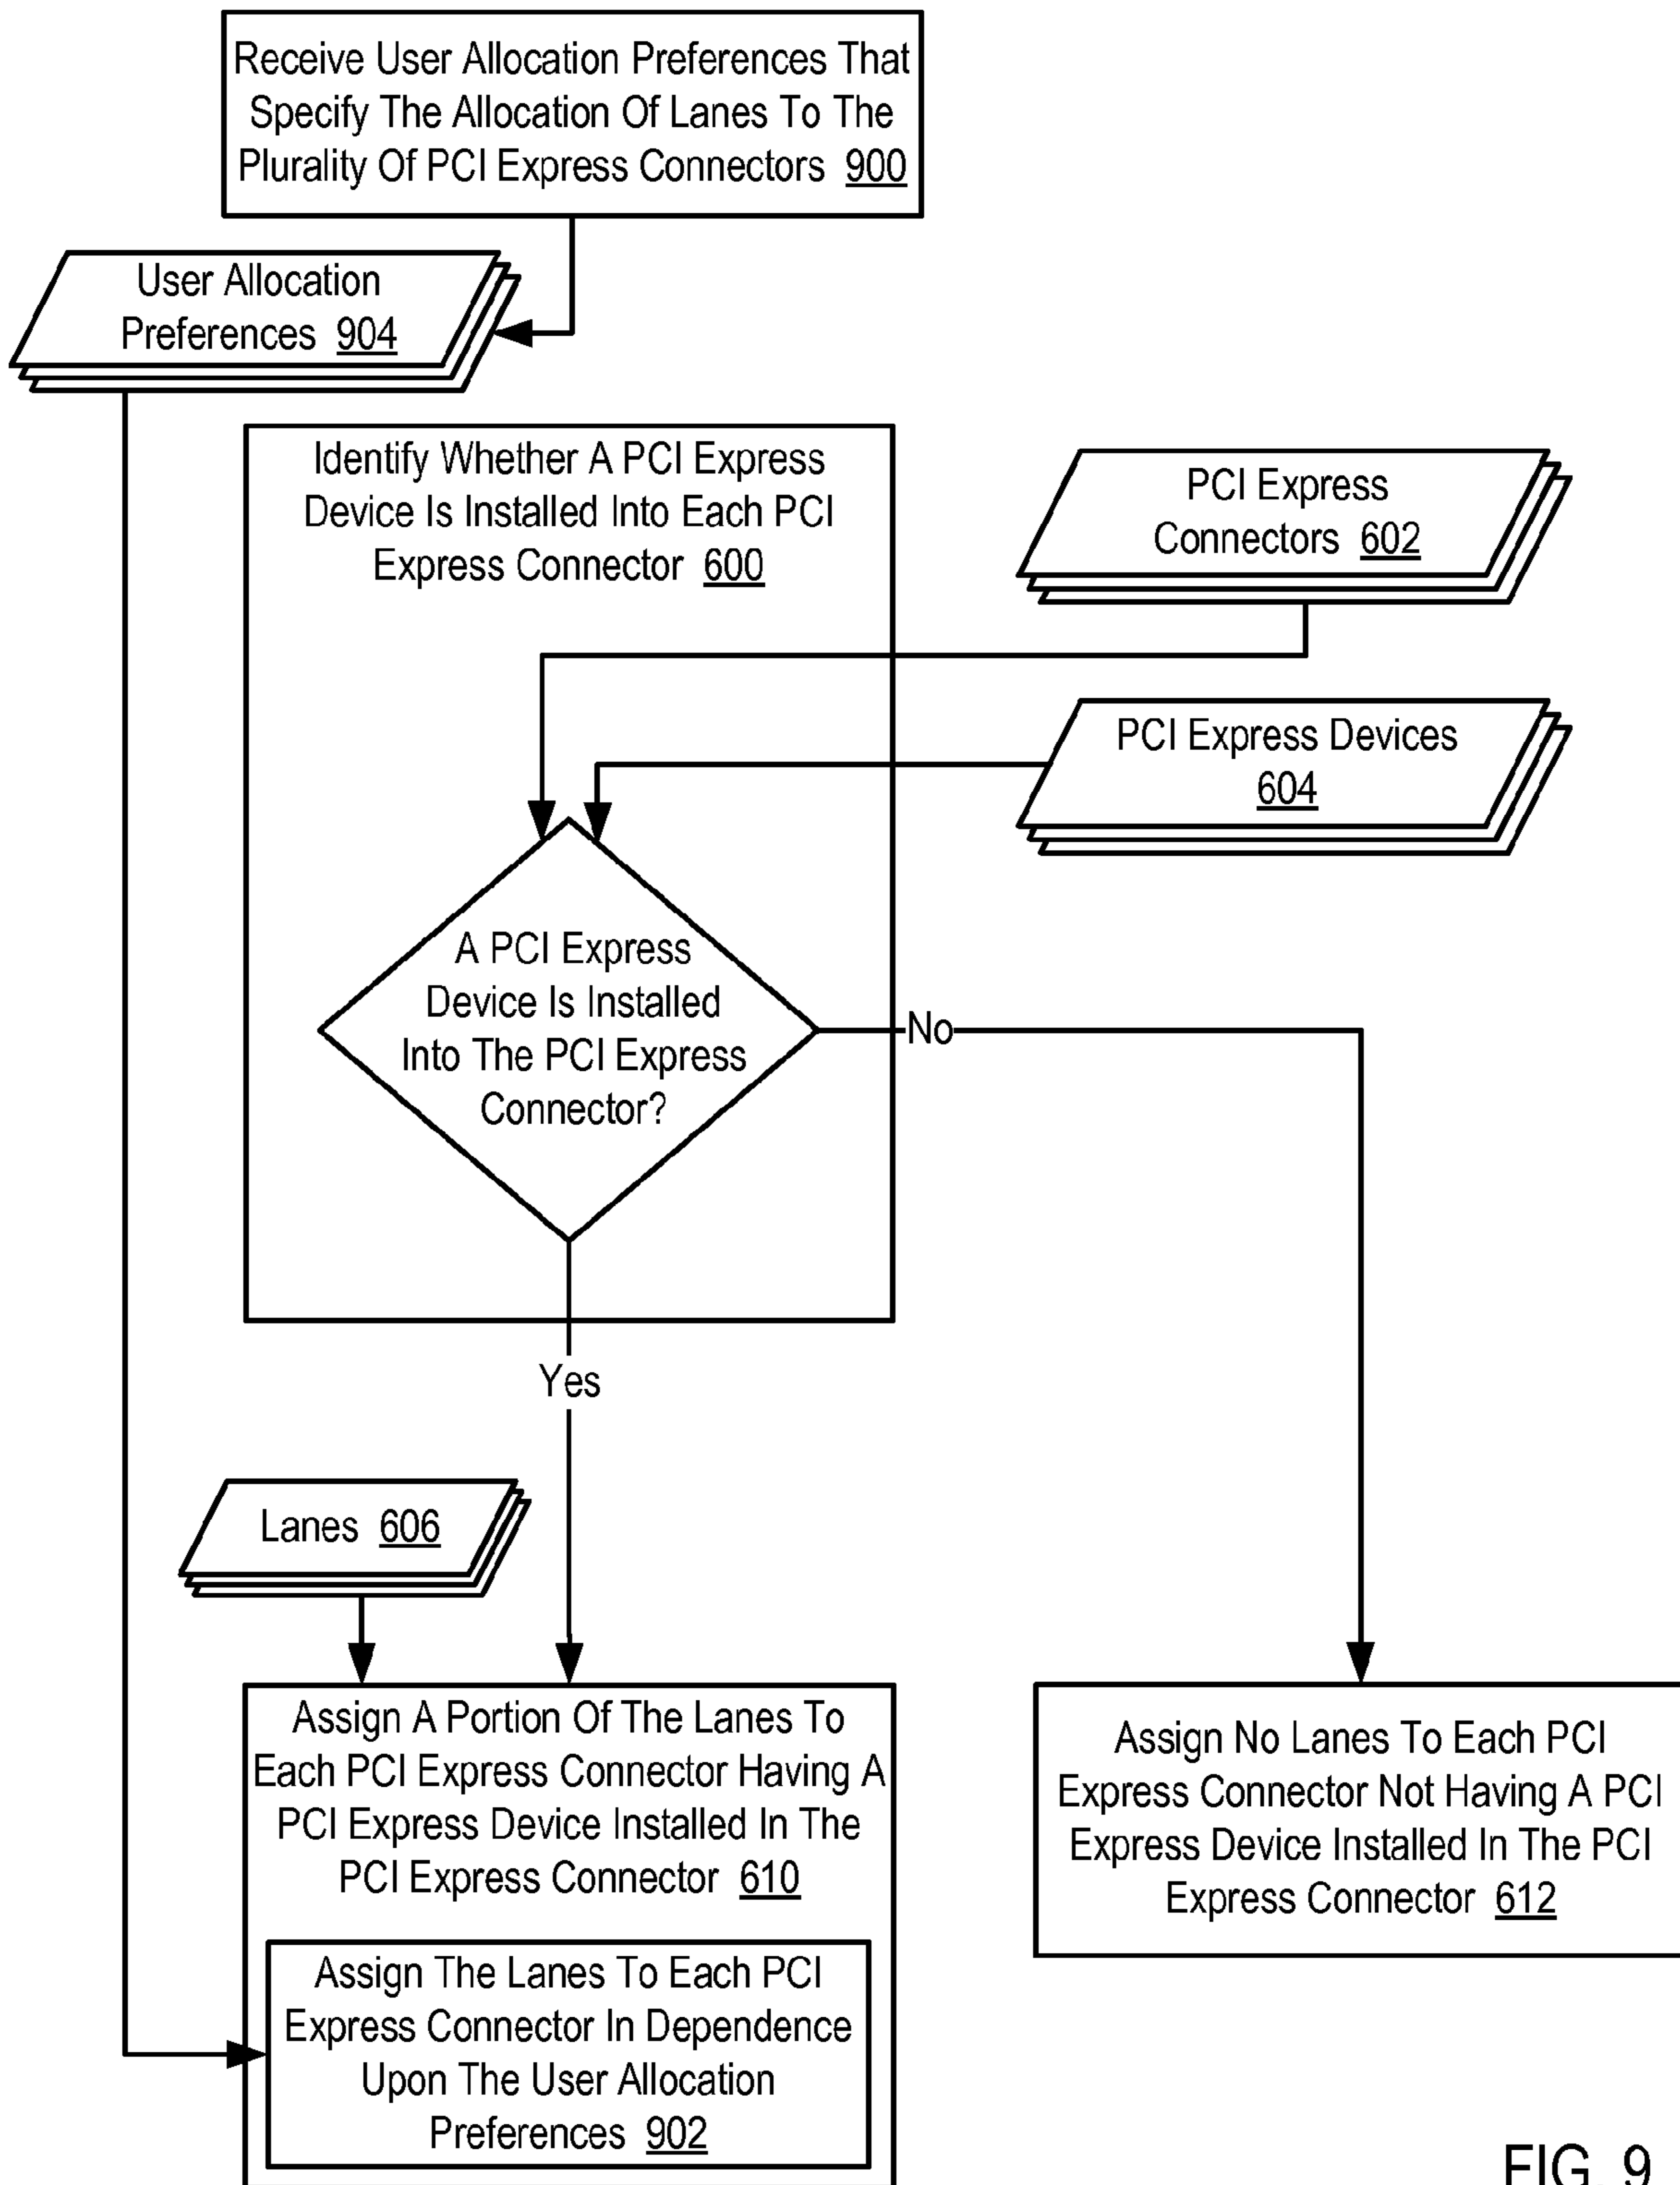 Receive User Allocation Preferences That
Specify The Allocation Of Lanes To The
Plurality Of PCI Express Connectors 900
User Allocation
Preferences 904
Identify Whether A PCI Express
Device Is Installed Into Each PCI
Express Connector 600
PCI Express
Connectors 602
PCI Express Devices
604
A PCI Express
Device Is Installed
Into The PCI Express
Connector?
No
Yes
Lanes 606
Assign A Portion Of The Lanes To
Each PCI Express Connector Having A
PCI Express Device Installed In The
PCI Express Connector 610
Assign The Lanes To Each PCI
Express Connector In Dependence
Upon The User Allocation
Preferences 902
Assign No Lanes To Each PCI
Express Connector Not Having A PCI
Express Device Installed In The PCI
Express Connector 612
FIG. 9